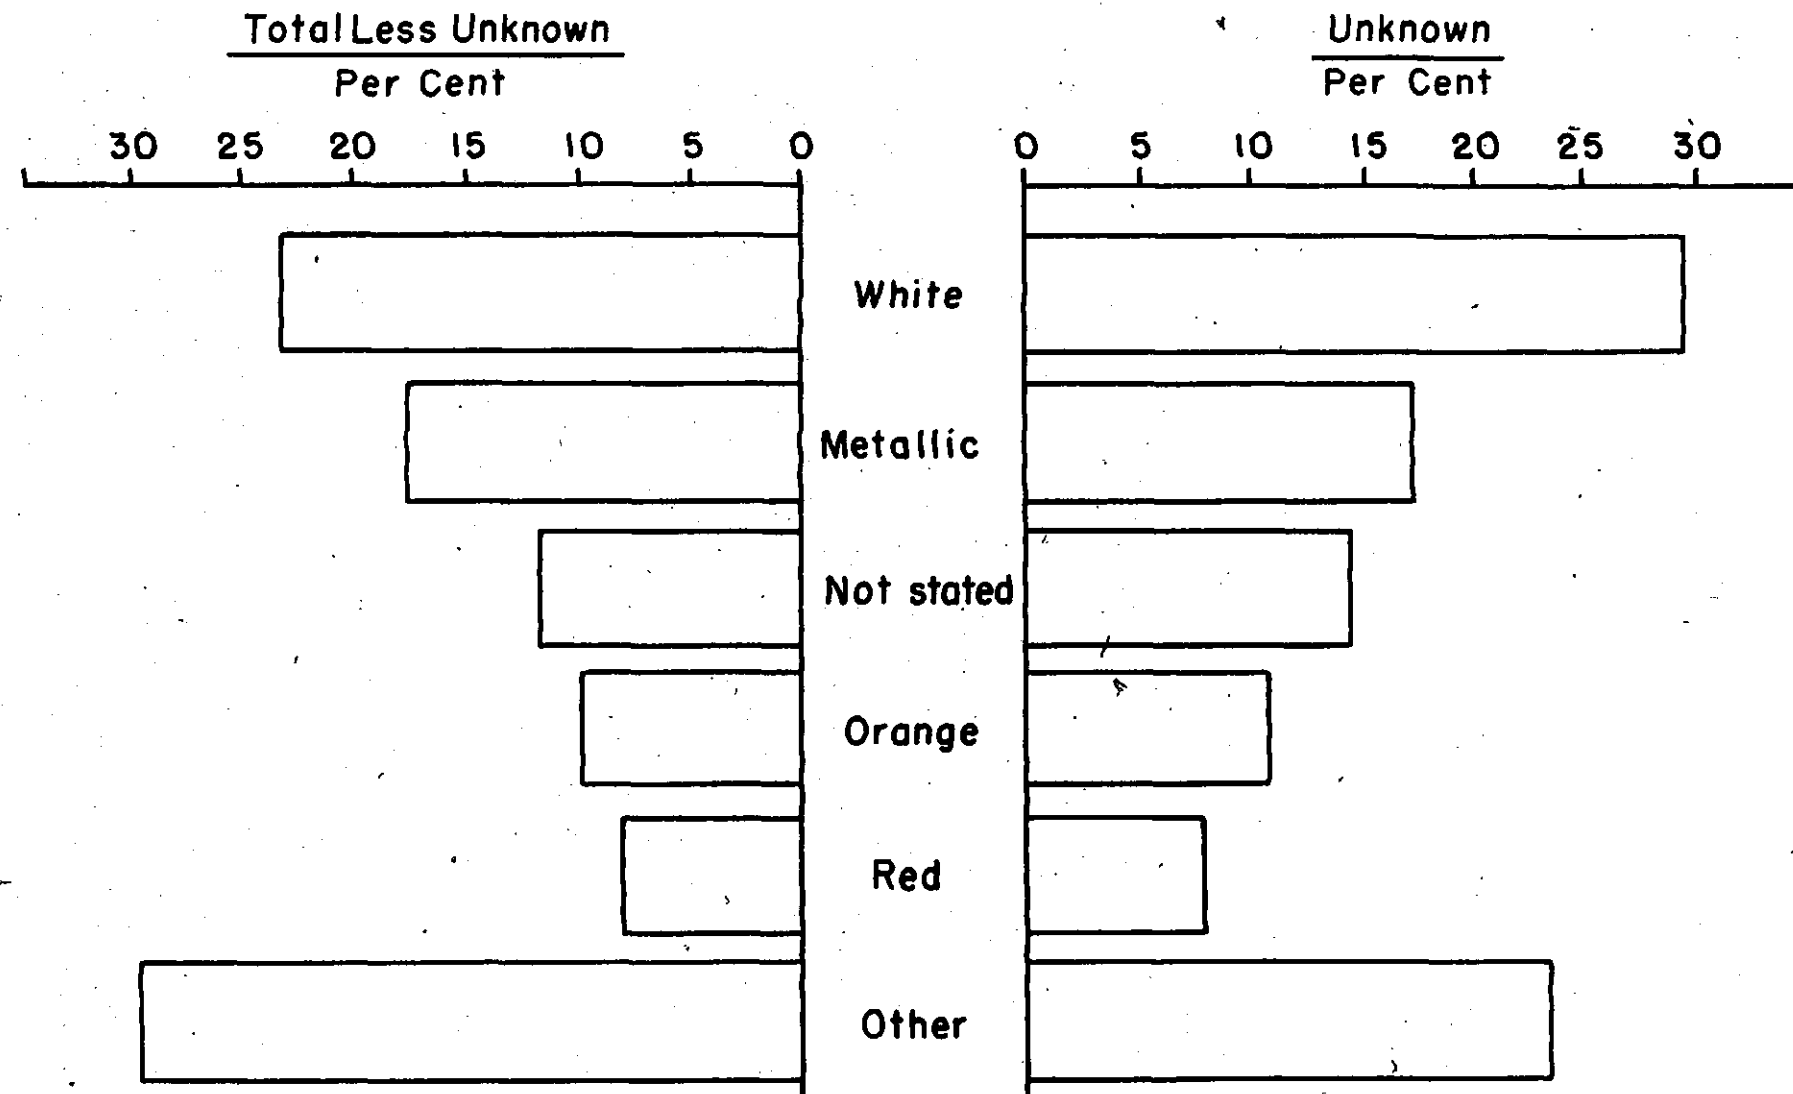 Total Less Unknown
Per Cent
Unknown
Per Cent
30 25 20 15 10 5 0
0 5 10 15 20 25 30
White
Metallic
Not stated
Orange
Red
Other